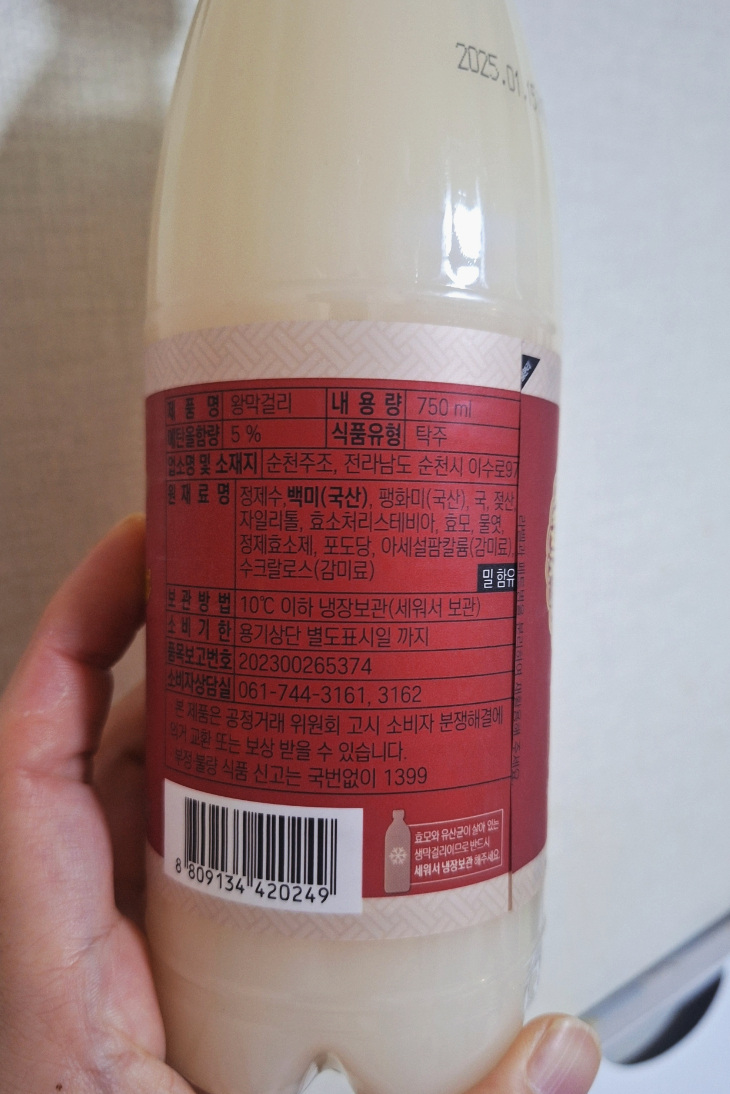 2025.01.
제 품 명 왕막걸리 내 용 량 750 ml
에탄올함량 5 % 식품유형 탁주
업소명 및 소재지 순천주조, 전라남도 순천시 이수로97
원 재 료 명 정제수,백미(국산), 팽화미(국산), 국, 젖산,
자일리톨, 효소처리스테비아, 효모, 물엿,
정제효소제, 포도당, 아세설팜칼륨(감미료),
수크랄로스(감미료)
밀 함유
보 관 방 법 10℃ 이하 냉장보관(세워서 보관)
소 비 기 한 용기상단 별도표시일 까지
품목보고번호 202300265374
소비자상담실 061-744-3161, 3162
본 제품은 공정거래 위원회 고시 소비자 분쟁해결에
의거 교환 또는 보상 받을 수 있습니다.
부정·불량 식품 신고는 국번없이 1399
8 809134 420249
효모와 유산균이 살아 있는
생막걸리이므로 반드시
세워서 냉장보관 해주세요.